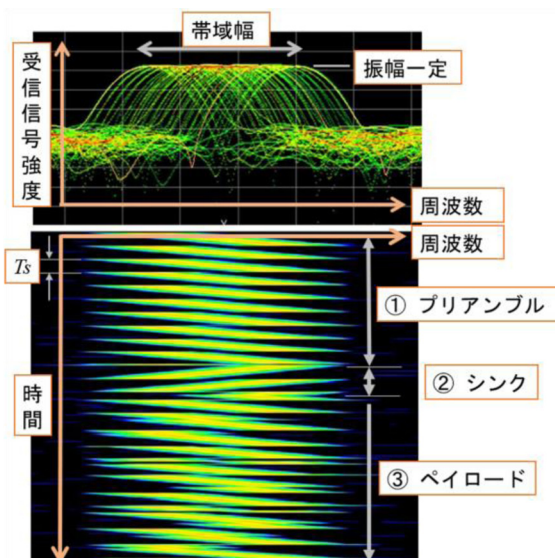 帯域幅
受信信号強度
振幅一定
周波数
周波数
Ts
① プリアンブル
② シンク
時間
③ ペイロード